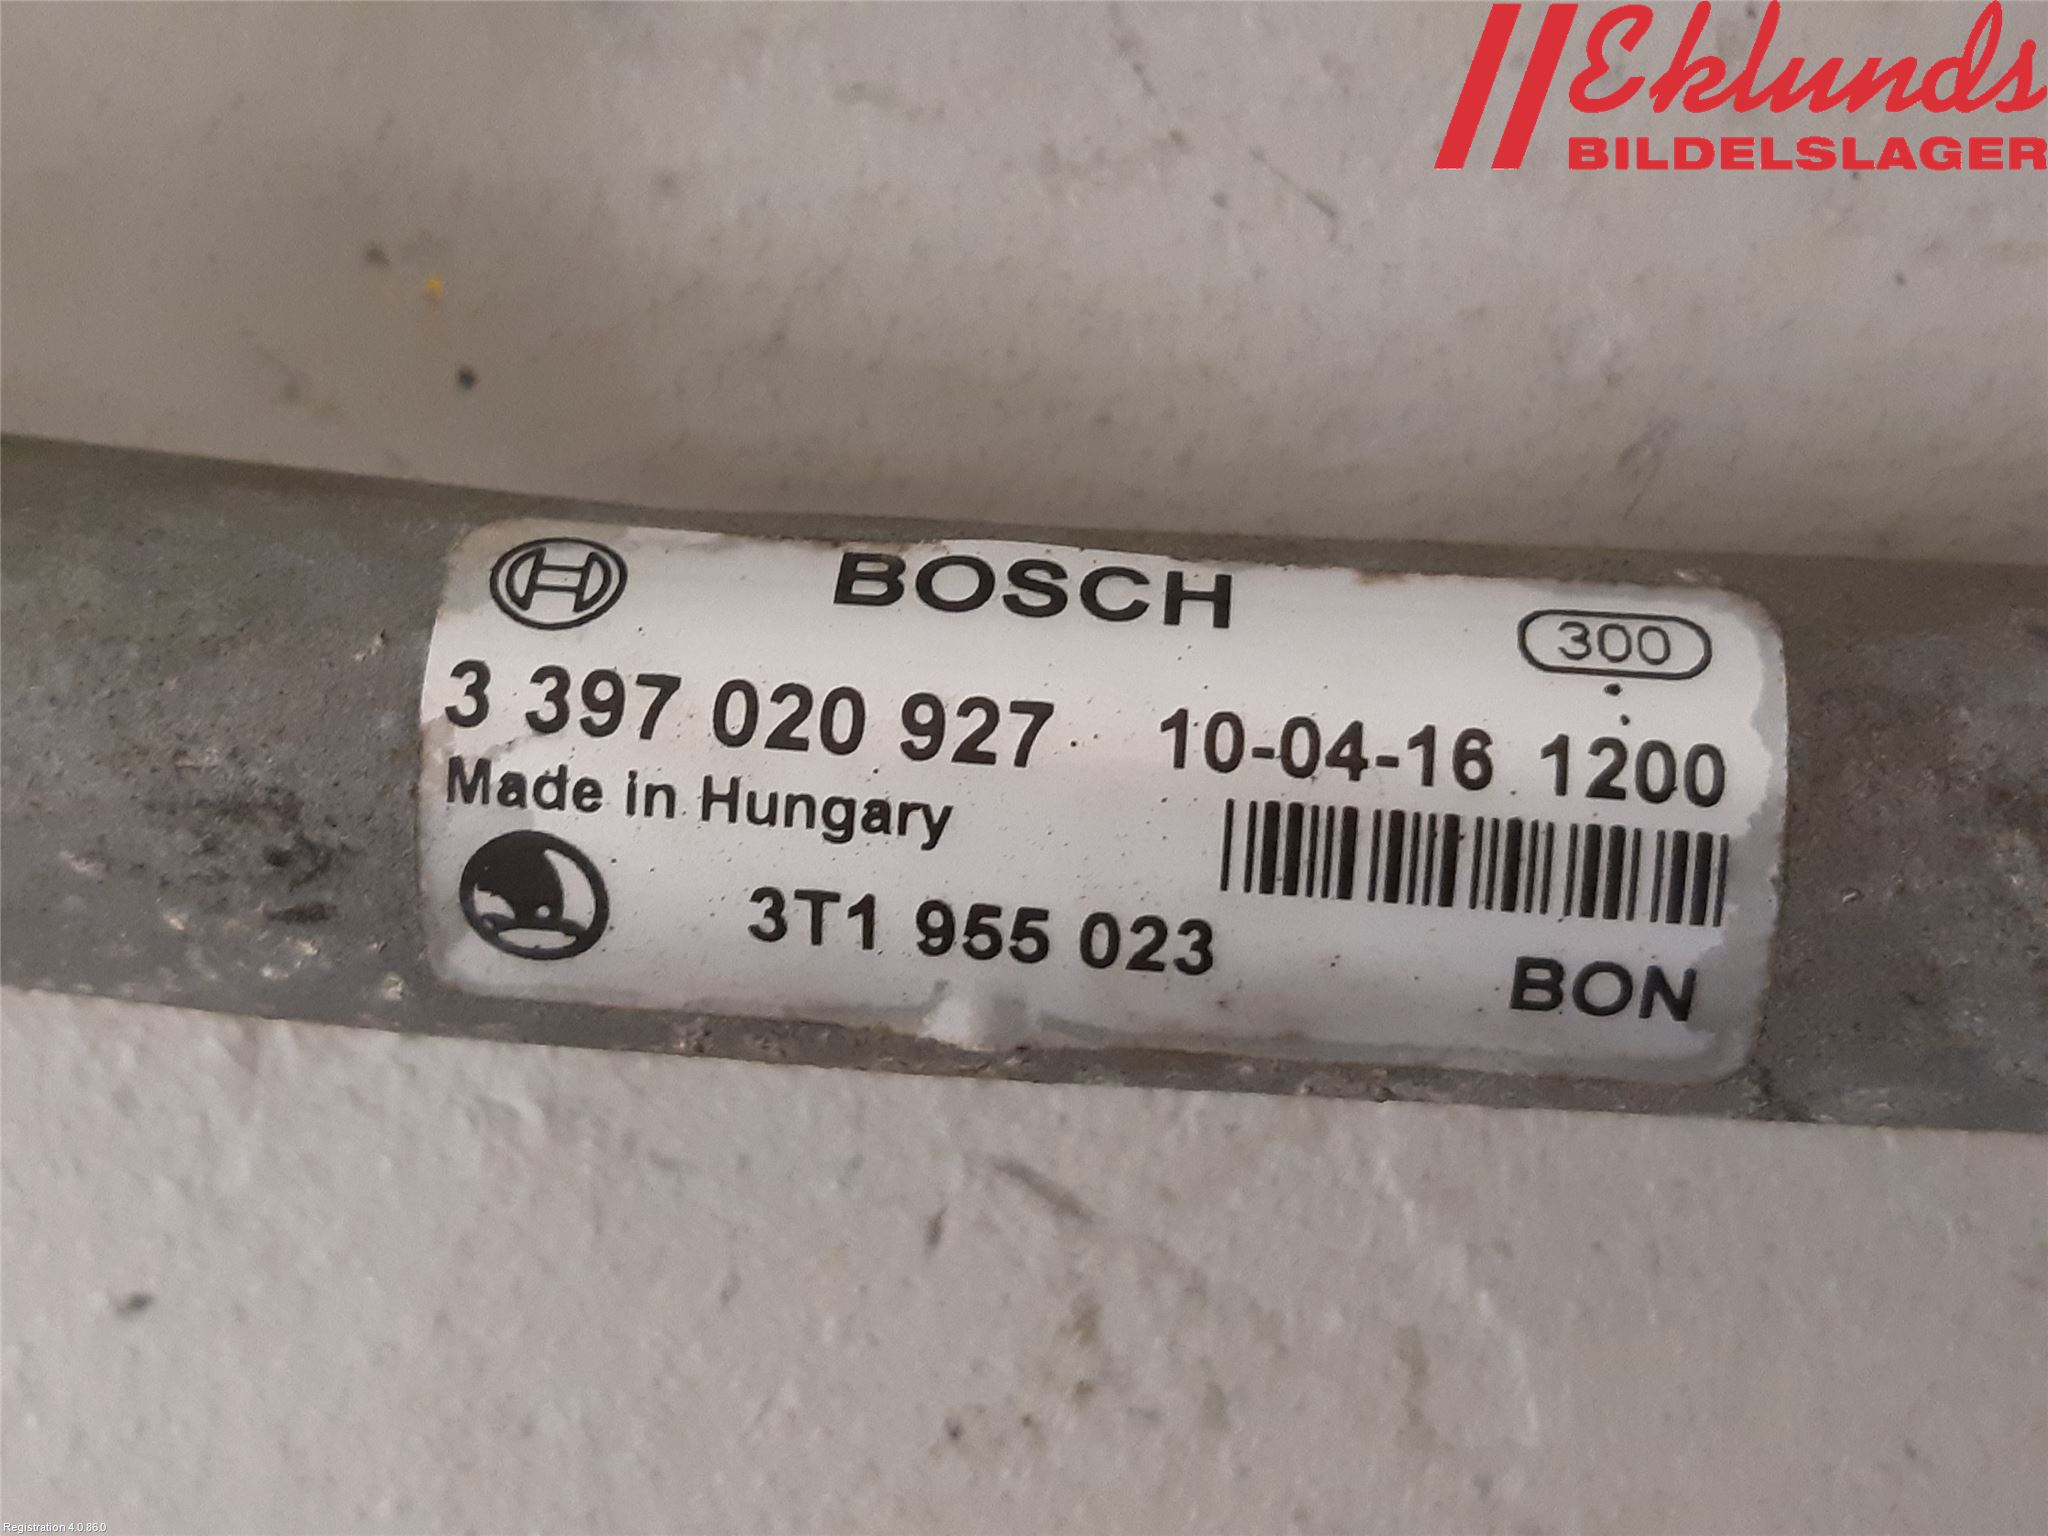 Eklunds
BILDELSLAGER
BOSCH
300
3 397 020 927 10-04-16 1200
Made in Hungary
3T1 955 023
BON
Registration 4.0.86.0